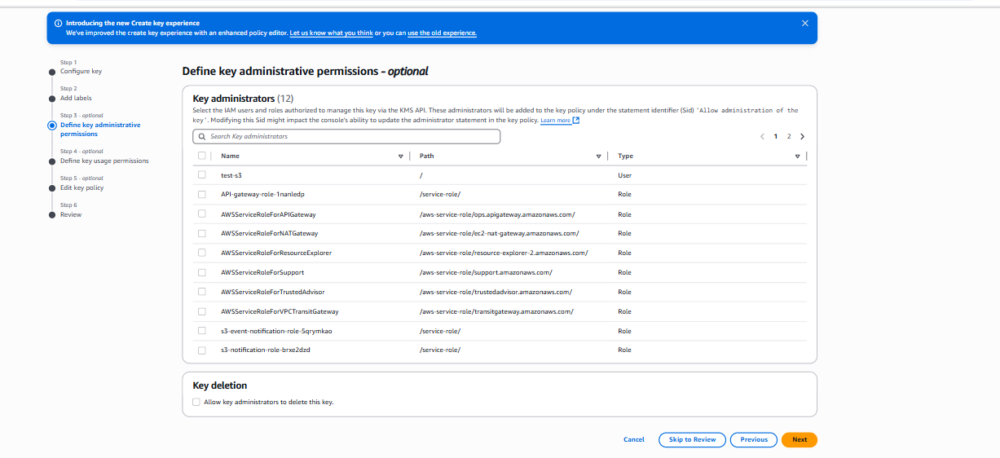 Introducing the new Create key experience
We've improved the create key experience with an enhanced policy editor. Let us know what you think or you can use the old experience.
Step 1
Configure key
Step 2
Add labels
Step 3 - optional
Define key administrative
permissions
Step 4 - optional
Define key usage permissions
Step 5 - optional
Edit key policy
Step 6
Review
Define key administrative permissions - optional
Key administrators (12)
Select the IAM users and roles authorized to manage this key via the KMS API. These administrators will be added to the key policy under the statement identifier (Sid) 'Allow administration of the
key'. Modifying this Sid might impact the console's ability to update the administrator statement in the key policy. Learn more
Search Key administrators
1 2
Name Path Type
test-s3 / User
API-gateway-role-1nanledp /service-role/ Role
AWSServiceRoleForAPIGateway /aws-service-role/ops.apigateway.amazonaws.com/ Role
AWSServiceRoleForNATGateway /aws-service-role/ec2-nat-gateway.amazonaws.com/ Role
AWSServiceRoleForResourceExplorer /aws-service-role/resource-explorer-2.amazonaws.com/ Role
AWSServiceRoleForSupport /aws-service-role/support.amazonaws.com/ Role
AWSServiceRoleForTrustedAdvisor /aws-service-role/trustedadvisor.amazonaws.com/ Role
AWSServiceRoleForVPCTransitGateway /aws-service-role/transitgateway.amazonaws.com/ Role
s3-event-notification-role-5qrymkao /service-role/ Role
s3-notification-role-brxe2dzd /service-role/ Role
Key deletion
Allow key administrators to delete this key.
Cancel Skip to Review Previous Next